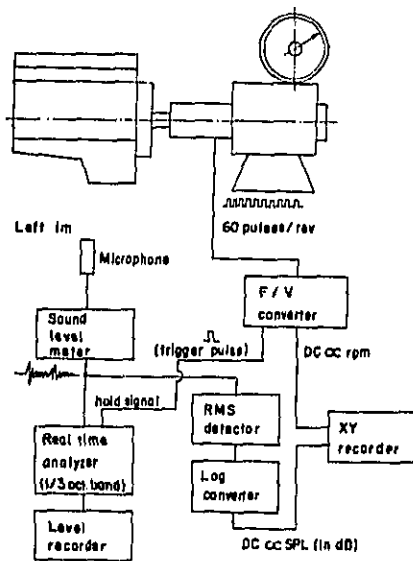 60 pulses/rev
Left 1m
Microphone
Sound
level
meter
F / V
converter
(trigger pulse)
DC ∝ rpm
hold signal
RMS
detector
XY
recorder
Real time
analyzer
(1/3 oct. band)
Log
converter
Level
recorder
DC ∝ SPL (in dB)